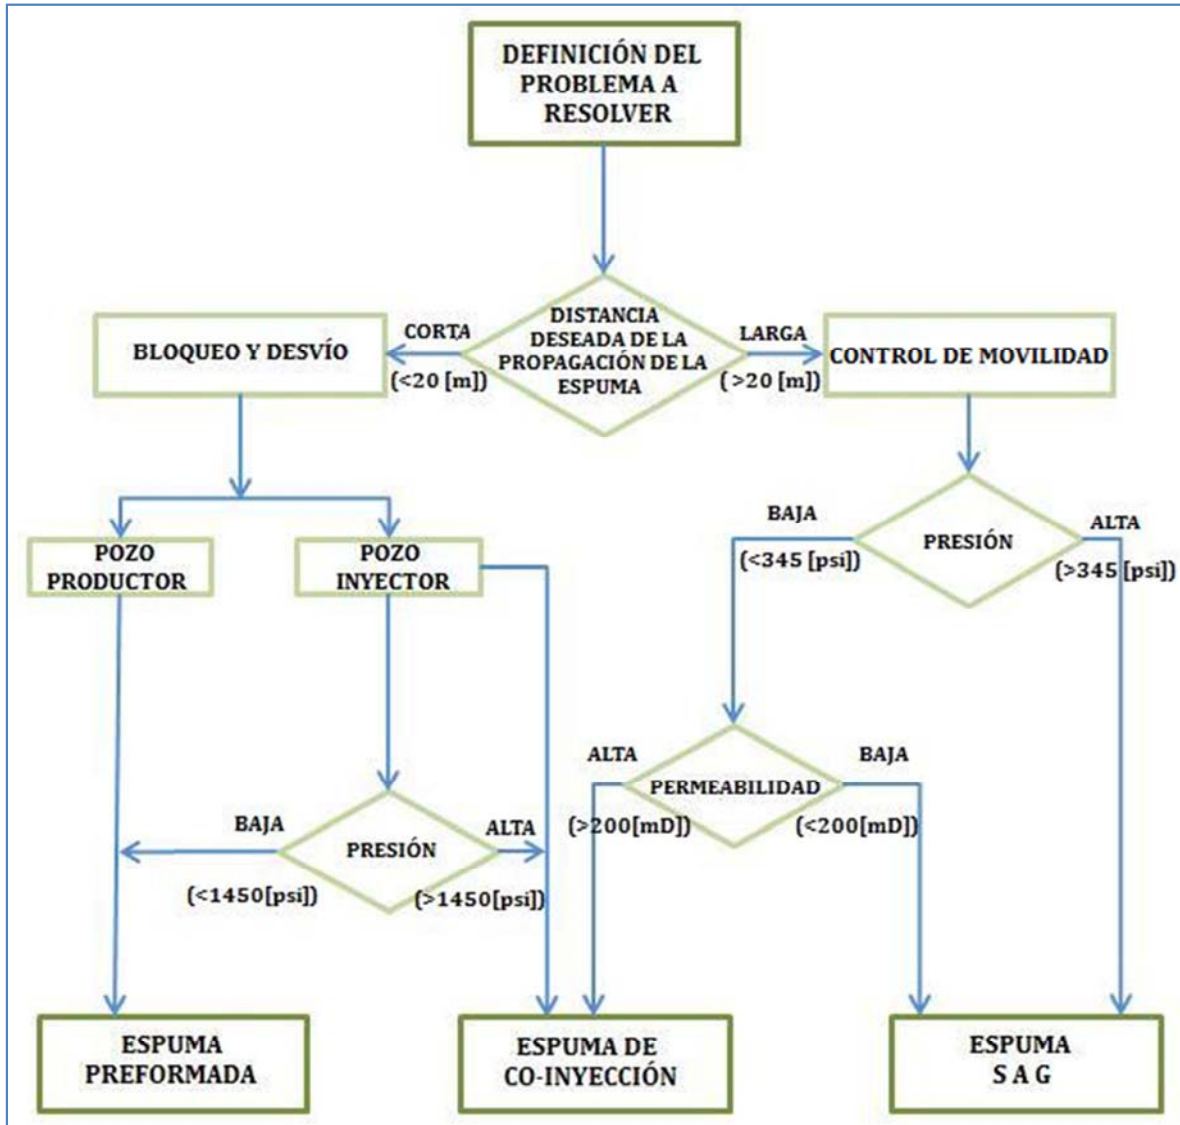 DEFINICIÓN DEL
PROBLEMA A
RESOLVER
DISTANCIA
DESEADA DE LA
PROPAGACIÓN DE LA
ESPUMA
CORTA
(<20 [m])
LARGA
(>20 [m])
BLOQUEO Y DESVÍO
CONTROL DE MOVILIDAD
POZO
PRODUCTOR
POZO
INYECTOR
BAJA
(<345 [psi])
PRESIÓN
ALTA
(>345 [psi])
ALTA
(>200[mD])
PERMEABILIDAD
BAJA
(<200[mD])
BAJA
(<1450[psi])
PRESIÓN
ALTA
(>1450[psi])
ESPUMA
PREFORMADA
ESPUMA DE
CO-INYECCIÓN
ESPUMA
S A G